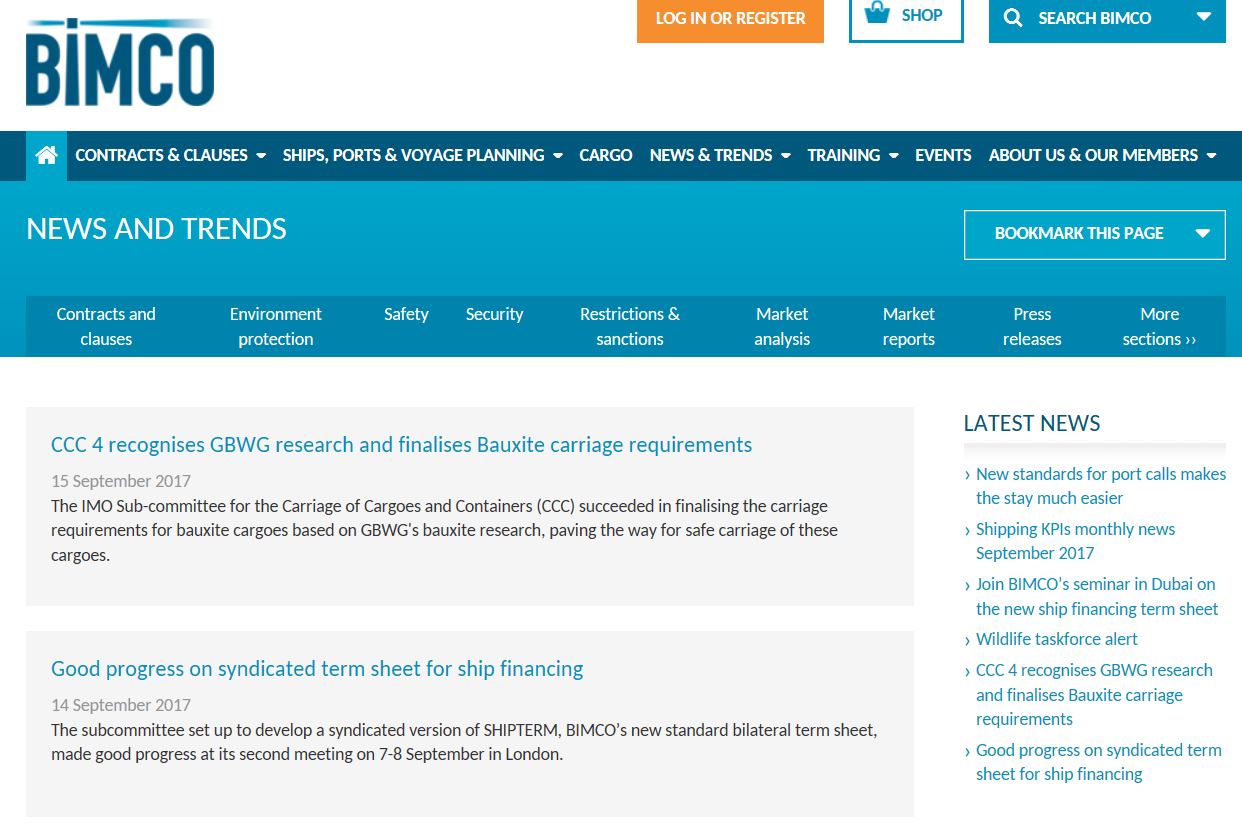 BIMCO
LOG IN OR REGISTER
SHOP
SEARCH BIMCO
CONTRACTS & CLAUSES
SHIPS, PORTS & VOYAGE PLANNING
CARGO
NEWS & TRENDS
TRAINING
EVENTS
ABOUT US & OUR MEMBERS
NEWS AND TRENDS
BOOKMARK THIS PAGE
Contracts and
clauses
Environment
protection
Safety
Security
Restrictions &
sanctions
Market
analysis
Market
reports
Press
releases
More
sections ››
CCC 4 recognises GBWG research and finalises Bauxite carriage requirements
15 September 2017
The IMO Sub-committee for the Carriage of Cargoes and Containers (CCC) succeeded in finalising the carriage
requirements for bauxite cargoes based on GBWG's bauxite research, paving the way for safe carriage of these
cargoes.
Good progress on syndicated term sheet for ship financing
14 September 2017
The subcommittee set up to develop a syndicated version of SHIPTERM, BIMCO’s new standard bilateral term sheet,
made good progress at its second meeting on 7-8 September in London.
LATEST NEWS
› New standards for port calls makes
the stay much easier
› Shipping KPIs monthly news
September 2017
› Join BIMCO’s seminar in Dubai on
the new ship financing term sheet
› Wildlife taskforce alert
› CCC 4 recognises GBWG research
and finalises Bauxite carriage
requirements
› Good progress on syndicated term
sheet for ship financing